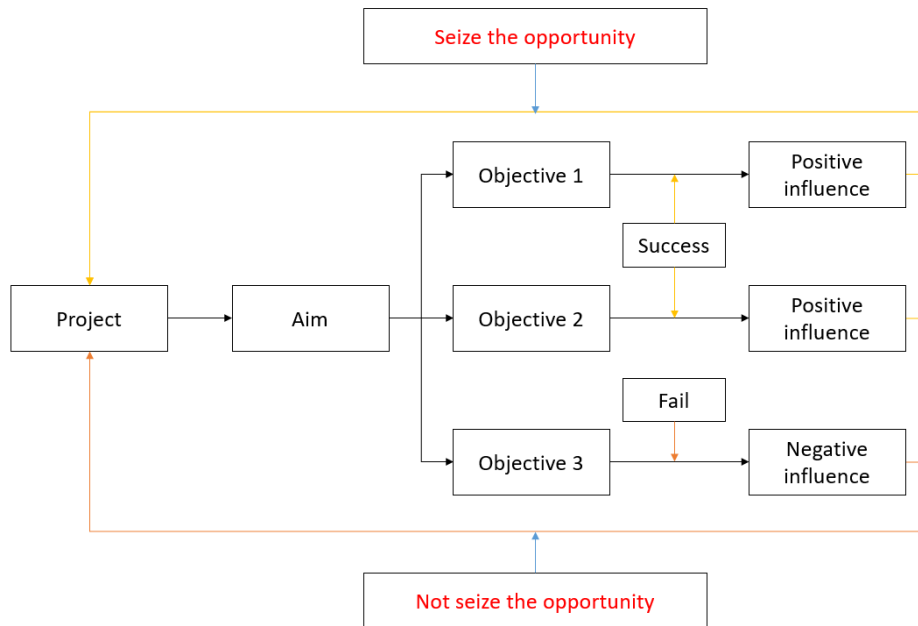 Seize the opportunity
Objective 1
Positive
influence
Success
Project
Aim
Objective 2
Positive
influence
Fail
Objective 3
Negative
influence
Not seize the opportunity